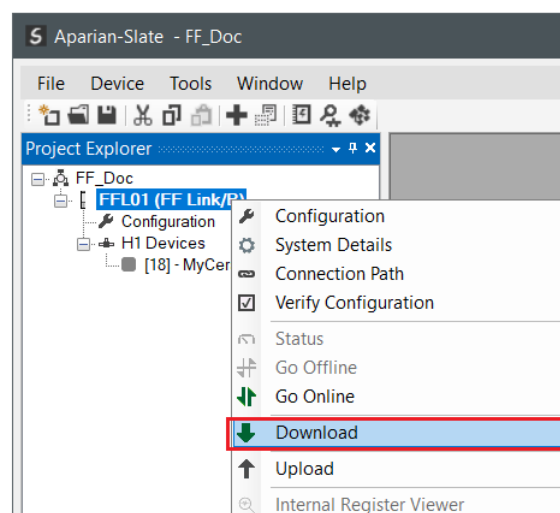 S Aparian-Slate - FF_Doc
File Device Tools Window Help
Project Explorer
FF_Doc
FFL01 (FF Link/B)
Configuration
H1 Devices
[18] - MyCer
Configuration
System Details
Connection Path
Verify Configuration
Status
Go Offline
Go Online
Download
Upload
Internal Register Viewer